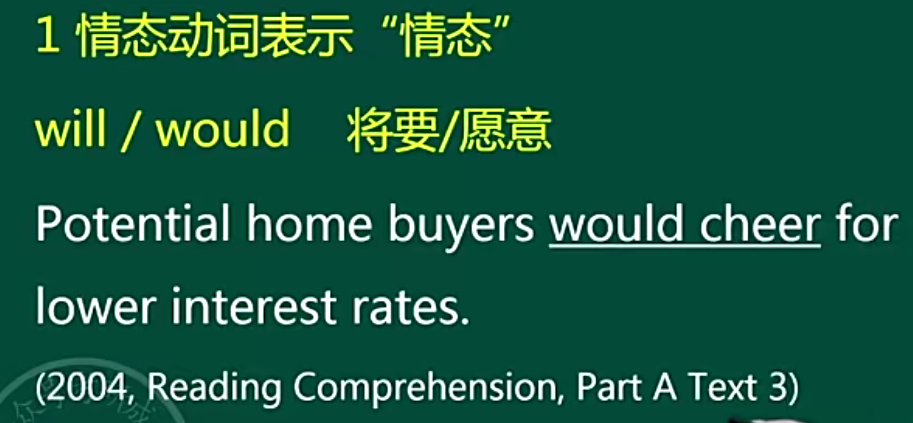 1 情态动词表示“情态”
will / would 将要/愿意
Potential home buyers would cheer for
lower interest rates.
(2004, Reading Comprehension, Part A Text 3)